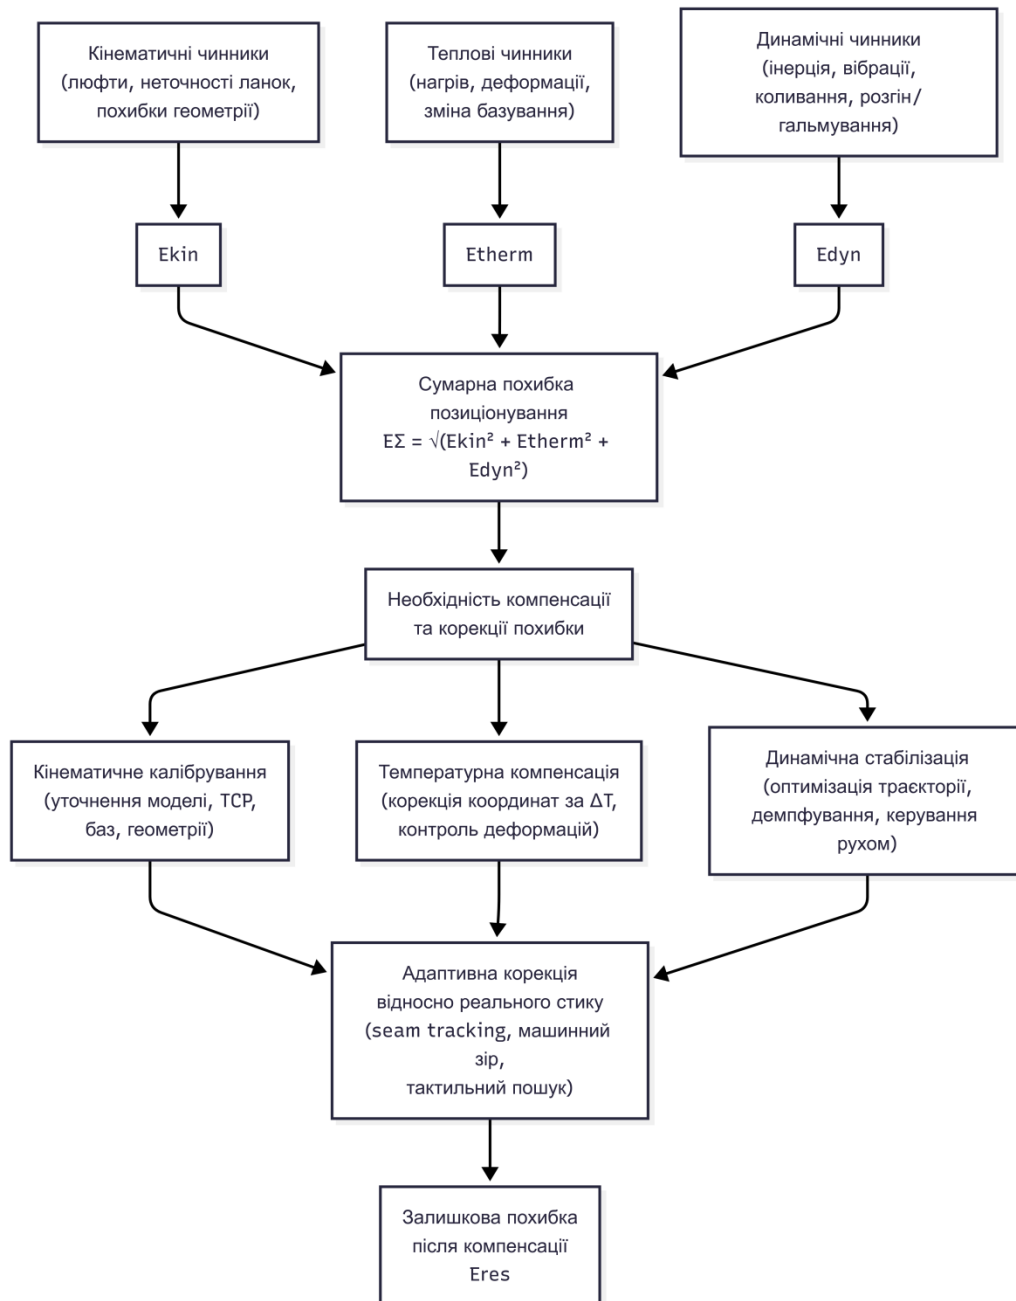 Кінематичні чинники
(люфти, неточності ланок,
похибки геометрії)
Теплові чинники
(нагрів, деформації,
зміна базування)
Динамічні чинники
(інерція, вібрації,
коливання, розгін/
гальмування)
Ekin
Etherm
Edyn
Сумарна похибка
позиціонування
EΣ = √(Ekin² + Etherm² +
Edyn²)
Необхідність компенсації
та корекції похибки
Кінематичне калібрування
(уточнення моделі, TCP,
баз, геометрії)
Температурна компенсація
(корекція координат за ΔT,
контроль деформацій)
Динамічна стабілізація
(оптимізація траєкторії,
демпфування, керування
рухом)
Адаптивна корекція
відносно реального стику
(seam tracking, машинний
зір,
тактильний пошук)
Залишкова похибка
після компенсації
Eres